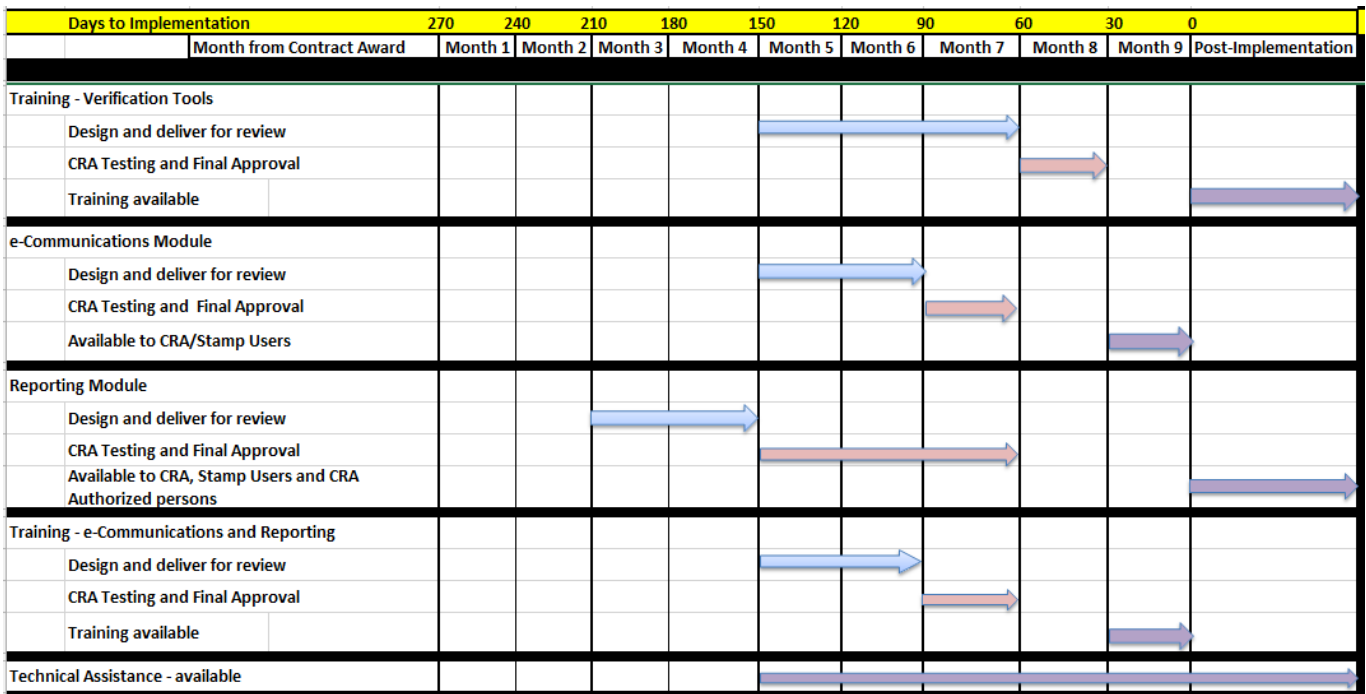 Days to Implementation 270 240 210 180 150 120 90 60 30 0
Month from Contract Award Month 1 Month 2 Month 3 Month 4 Month 5 Month 6 Month 7 Month 8 Month 9 Post-Implementation
Training - Verification Tools
Design and deliver for review
CRA Testing and Final Approval
Training available
e-Communications Module
Design and deliver for review
CRA Testing and Final Approval
Available to CRA/Stamp Users
Reporting Module
Design and deliver for review
CRA Testing and Final Approval
Available to CRA, Stamp Users and CRA
Authorized persons
Training - e-Communications and Reporting
Design and deliver for review
CRA Testing and Final Approval
Training available
Technical Assistance - available